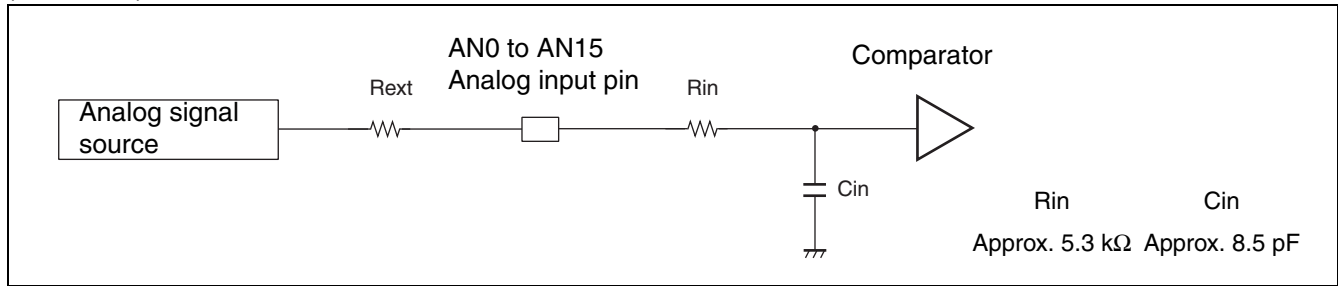 AN0 to AN15
Analog input pin
Comparator
Rext
Rin
Analog signal
source
Cin
Rin Cin
Approx. 5.3 kΩ Approx. 8.5 pF